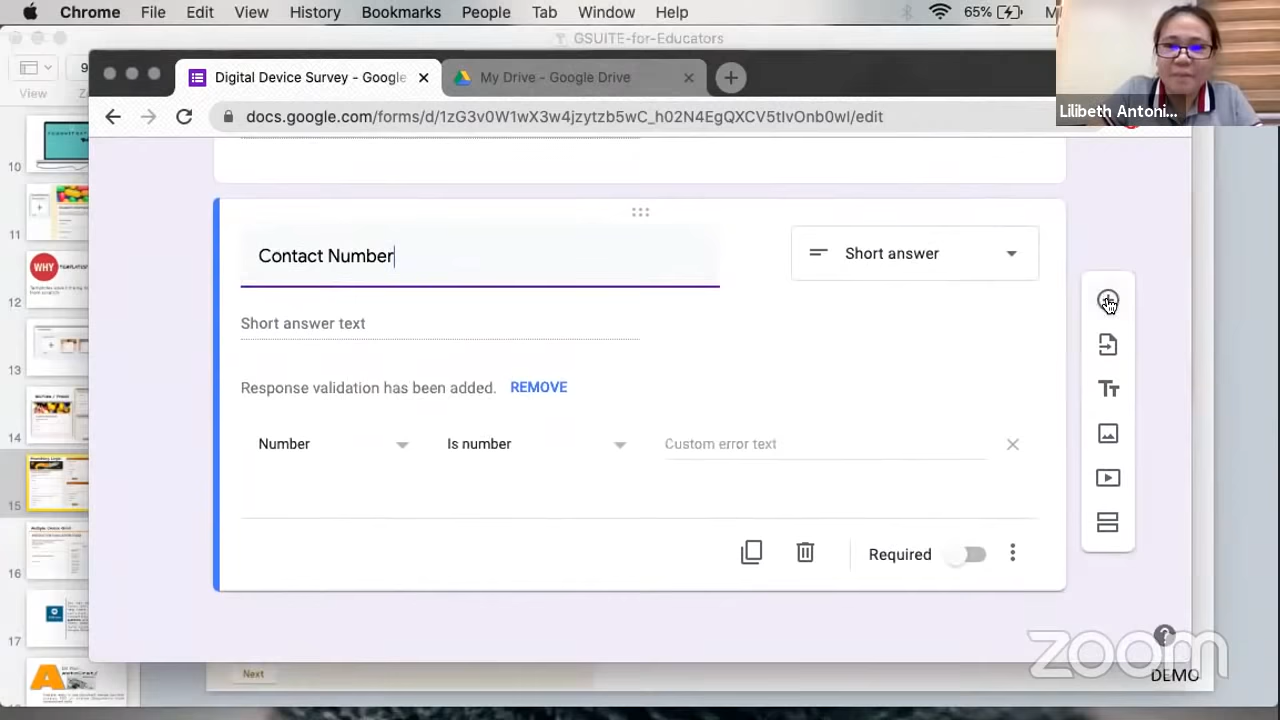 Chrome File Edit View History Bookmarks People Tab Window Help 65%
GSUITE-for-Educators
View
Digital Device Survey - Google
My Drive - Google Drive
docs.google.com/forms/d/1zG3v0W1wX3w4jzytzb5wC_h02N4EgQXCV5tlvOnb0wI/edit
Lilibeth Antoni...
10
11
12
13
14
15
16
17
WHY
Contact Number
Short answer
Short answer text
Response validation has been added. REMOVE
Number
Is number
Custom error text
Required
Next
zoom
DEMO